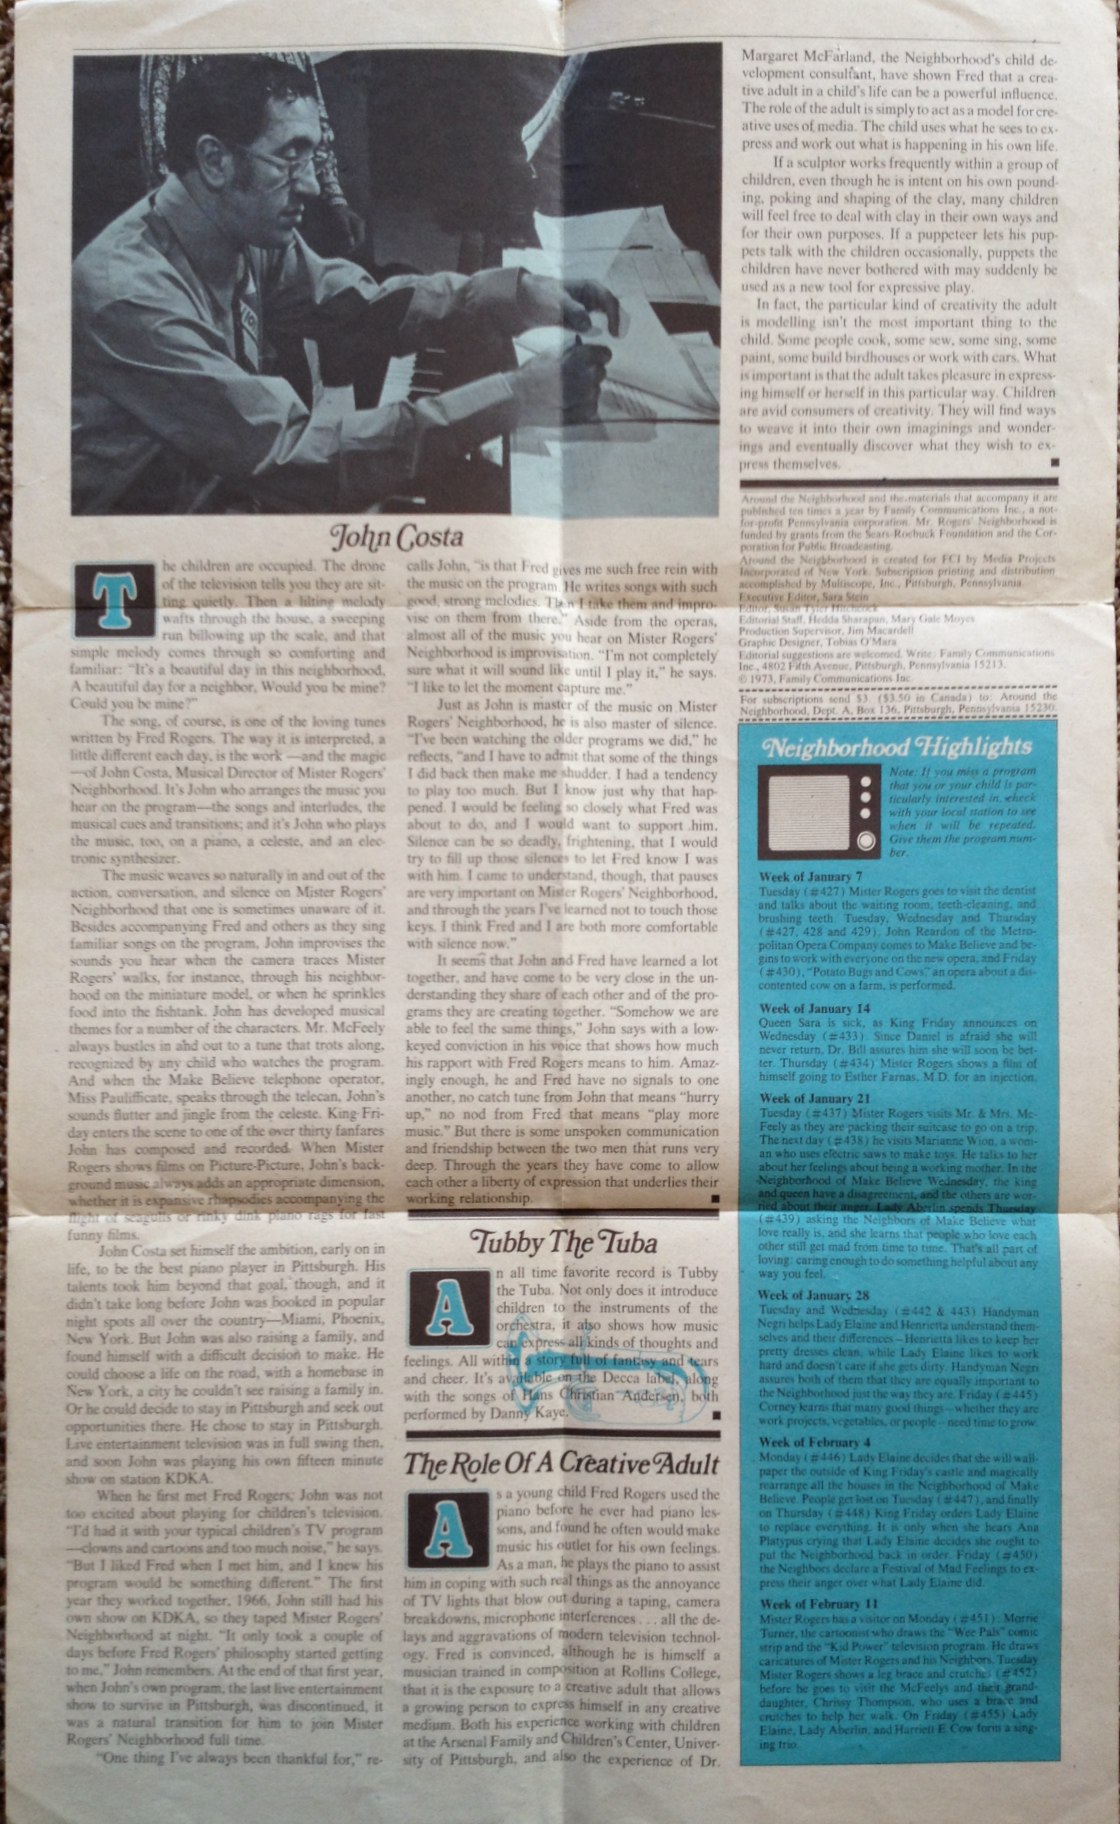 John Costa
The children are occupied. The drone
of the television tells you they are sit-
ting quietly. Then a lilting melody
wafts through the house, a sweeping
run billowing up the scale, and that
simple melody comes through so comforting and
familiar: "It's a beautiful day in this neighborhood,
A beautiful day for a neighbor, Would you be mine?
Could you be mine?"
The song, of course, is one of the loving tunes
written by Fred Rogers. The way it is interpreted, a
little different each day, is the work —and the magic
—of John Costa, Musical Director of Mister Rogers'
Neighborhood. It's John who arranges the music you
hear on the program—the songs and interludes, the
musical cues and transitions; and it's John who plays
the music, too, on a piano, a celeste, and an elec-
tronic synthesizer.
The music weaves so naturally in and out of the
action, conversation, and silence on Mister Rogers'
Neighborhood that one is sometimes unaware of it.
Besides accompanying Fred and others as they sing
familiar songs on the program, John improvises the
sounds you hear when the camera traces Mister
Rogers' walks, for instance, through his neighbor-
hood on the miniature model, or when he sprinkles
food into the fishtank. John has developed musical
themes for a number of the characters. Mr. McFeely
always bustles in and out to a tune that trots along,
recognized by any child who watches the program.
And when the Make Believe telephone operator,
Miss Paulifficate, speaks through the telecan, John's
sounds flutter and jingle from the celeste. King Fri-
day enters the scene to one of the over thirty fanfares
John has composed and recorded. When Mister
Rogers shows films on Picture-Picture, John's back-
ground music always adds an appropriate dimension,
whether it is expansive rhapsodies accompanying the
flight of seagulls or rinky dink piano rags for fast
funny films.
John Costa set himself the ambition, early on in
life, to be the best piano player in Pittsburgh. His
talents took him beyond that goal, though, and it
didn't take long before John was booked in popular
night spots all over the country—Miami, Phoenix,
New York. But John was also raising a family, and
found himself with a difficult decision to make. He
could choose a life on the road, with a homebase in
New York, a city he couldn't see raising a family in.
Or he could decide to stay in Pittsburgh and seek out
opportunities there. He chose to stay in Pittsburgh.
Live entertainment television was in full swing then,
and soon John was playing his own fifteen minute
show on station KDKA.
When he first met Fred Rogers, John was not
too excited about playing for children's television.
"I'd had it with your typical children's TV program
—clowns and cartoons and too much noise," he says.
"But I liked Fred when I met him, and I knew his
program would be something different." The first
year they worked together, 1966, John still had his
own show on KDKA, so they taped Mister Rogers'
Neighborhood at night. "It only took a couple of
days before Fred Rogers' philosophy started getting
to me," John remembers. At the end of that first year,
when John's own program, the last live entertainment
show to survive in Pittsburgh, was discontinued, it
was a natural transition for him to join Mister
Rogers' Neighborhood full time.
"One thing I've always been thankful for," re-
calls John, "is that Fred gives me such free rein with
the music on the program. He writes songs with such
good, strong melodies. Then I take them and impro-
vise on them from there." Aside from the operas,
almost all of the music you hear on Mister Rogers'
Neighborhood is improvisation. "I'm not completely
sure what it will sound like until I play it," he says.
"I like to let the moment capture me."
Just as John is master of the music on Mister
Rogers' Neighborhood, he is also master of silence.
"I've been watching the older programs we did," he
reflects, "and I have to admit that some of the things
I did back then make me shudder. I had a tendency
to play too much. But I know just why that hap-
pened. I would be feeling so closely what Fred was
about to do, and I would want to support him.
Silence can be so deadly, frightening, that I would
try to fill up those silences to let Fred know I was
with him. I came to understand, though, that pauses
are very important on Mister Rogers' Neighborhood,
and through the years I've learned not to touch those
keys. I think Fred and I are both more comfortable
with silence now."
It seems that John and Fred have learned a lot
together, and have come to be very close in the un-
derstanding they share of each other and of the pro-
grams they are creating together. "Somehow we are
able to feel the same things," John says with a low-
keyed conviction in his voice that shows how much
his rapport with Fred Rogers means to him. Amaz-
ingly enough, he and Fred have no signals to one
another, no catch tune from John that means "hurry
up," no nod from Fred that means "play more
music." But there is some unspoken communication
and friendship between the two men that runs very
deep. Through the years they have come to allow
each other a liberty of expression that underlies their
working relationship.
Tubby The Tuba
An all time favorite record is Tubby
the Tuba. Not only does it introduce
children to the instruments of the
orchestra, it also shows how music
can express all kinds of thoughts and
feelings. All within a story full of fantasy and tears
and cheer. It's available on the Decca label, along
with the songs of Hans Christian Andersen, both
performed by Danny Kaye.
The Role Of A Creative Adult
As a young child Fred Rogers used the
piano before he ever had piano les-
sons, and found he often would make
music his outlet for his own feelings.
As a man, he plays the piano to assist
him in coping with such real things as the annoyance
of TV lights that blow out during a taping, camera
breakdowns, microphone interferences . . . all the de-
lays and aggravations of modern television technol-
ogy. Fred is convinced, although he is himself a
musician trained in composition at Rollins College,
that it is the exposure to a creative adult that allows
a growing person to express himself in any creative
medium. Both his experience working with children
at the Arsenal Family and Children's Center, Univer-
sity of Pittsburgh, and also the experience of Dr.
Margaret McFarland, the Neighborhood's child de-
velopment consultant, have shown Fred that a crea-
tive adult in a child's life can be a powerful influence.
The role of the adult is simply to act as a model for cre-
ative uses of media. The child uses what he sees to ex-
press and work out what is happening in his own life.
If a sculptor works frequently within a group of
children, even though he is intent on his own pound-
ing, poking and shaping of the clay, many children
will feel free to deal with clay in their own ways and
for their own purposes. If a puppeteer lets his pup-
pets talk with the children occasionally, puppets the
children have never bothered with may suddenly be
used as a new tool for expressive play.
In fact, the particular kind of creativity the adult
is modelling isn't the most important thing to the
child. Some people cook, some sew, some sing, some
paint, some build birdhouses or work with cars. What
is important is that the adult takes pleasure in express-
ing himself or herself in this particular way. Children
are avid consumers of creativity. They will find ways
to weave it into their own imaginings and wonder-
ings and eventually discover what they wish to ex-
press themselves.
Around the Neighborhood and the materials that accompany it are
published ten times a year by Family Communications Inc., a not-
for-profit Pennsylvania corporation. Mr. Rogers' Neighborhood is
funded by grants from the Sears-Roebuck Foundation and the Cor-
poration for Public Broadcasting.
Around the Neighborhood is created for FCI by Media Projects
Incorporated of New York. Subscription printing and distribution
accomplished by Multiscope, Inc., Pittsburgh, Pennsylvania
Executive Editor, Sara Stein
Editor, Susan Tyler Hitchcock
Editorial Staff, Hedda Sharapan, Mary Gale Moyes
Production Supervisor, Jim Macardell
Graphic Designer, Tobias O'Mara
Editorial suggestions are welcomed. Write: Family Communications
Inc., 4802 Fifth Avenue, Pittsburgh, Pennsylvania 15213.
© 1973, Family Communications Inc.
For subscriptions send $3. ($3.50 in Canada) to: Around the
Neighborhood, Dept. A, Box 136, Pittsburgh, Pennsylvania 15230.
Neighborhood Highlights
Note: If you miss a program
that you or your child is par-
ticularly interested in, check
with your local station to see
when it will be repeated.
Give them the program num-
ber.
Week of January 7
Tuesday (#427) Mister Rogers goes to visit the dentist
and talks about the waiting room, teeth-cleaning, and
brushing teeth. Tuesday, Wednesday and Thursday
(#427, 428 and 429), John Reardon of the Metro-
politan Opera Company comes to Make Believe and be-
gins to work with everyone on the new opera, and Friday
(#430), "Potato Bugs and Cows," an opera about a dis-
contented cow on a farm, is performed.
Week of January 14
Queen Sara is sick, as King Friday announces on
Wednesday (#433). Since Daniel is afraid she will
never return, Dr. Bill assures him she will soon be bet-
ter. Thursday (#434) Mister Rogers shows a film of
himself going to Esther Farnas, M.D. for an injection.
Week of January 21
Tuesday (#437) Mister Rogers visits Mr. & Mrs. Mc-
Feely as they are packing their suitcase to go on a trip.
The next day (#438) he visits Marianne Wion, a wom-
an who uses electric saws to make toys. He talks to her
about her feelings about being a working mother. In the
Neighborhood of Make Believe Wednesday, the king
and queen have a disagreement, and the others are wor-
ried about their anger. Lady Aberlin spends Thursday
(#439) asking the Neighbors of Make Believe what
love really is, and she learns that people who love each
other still get mad from time to time. That's all part of
loving: caring enough to do something helpful about any
way you feel.
Week of January 28
Tuesday and Wednesday (#442 & 443) Handyman
Negri helps Lady Elaine and Henrietta understand them-
selves and their differences—Henrietta likes to keep her
pretty dresses clean, while Lady Elaine likes to work
hard and doesn't care if she gets dirty. Handyman Negri
assures both of them that they are equally important to
the Neighborhood just the way they are. Friday (#445)
Corney learns that many good things—whether they are
work projects, vegetables, or people—need time to grow.
Week of February 4
Monday (#446) Lady Elaine decides that she will wall-
paper the outside of King Friday's castle and magically
rearrange all the houses in the Neighborhood of Make
Believe. People get lost on Tuesday (#447), and finally
on Thursday (#448) King Friday orders Lady Elaine
to replace everything. It is only when she hears Ana
Platypus crying that Lady Elaine decides she ought to
put the Neighborhood back in order. Friday (#450)
the Neighbors declare a Festival of Mad Feelings to ex-
press their anger over what Lady Elaine did.
Week of February 11
Mister Rogers has a visitor on Monday (#451). Morrie
Turner, the cartoonist who draws the "Wee Pals" comic
strip and the "Kid Power" television program. He draws
caricatures of Mister Rogers and his Neighbors. Tuesday
Mister Rogers shows a leg brace and crutches (#452)
before he goes to visit the McFeelys and their grand-
daughter, Chrissy Thompson, who uses a brace and
crutches to help her walk. On Friday (#455) Lady
Elaine, Lady Aberlin, and Harriett E. Cow form a sing-
ing trio.